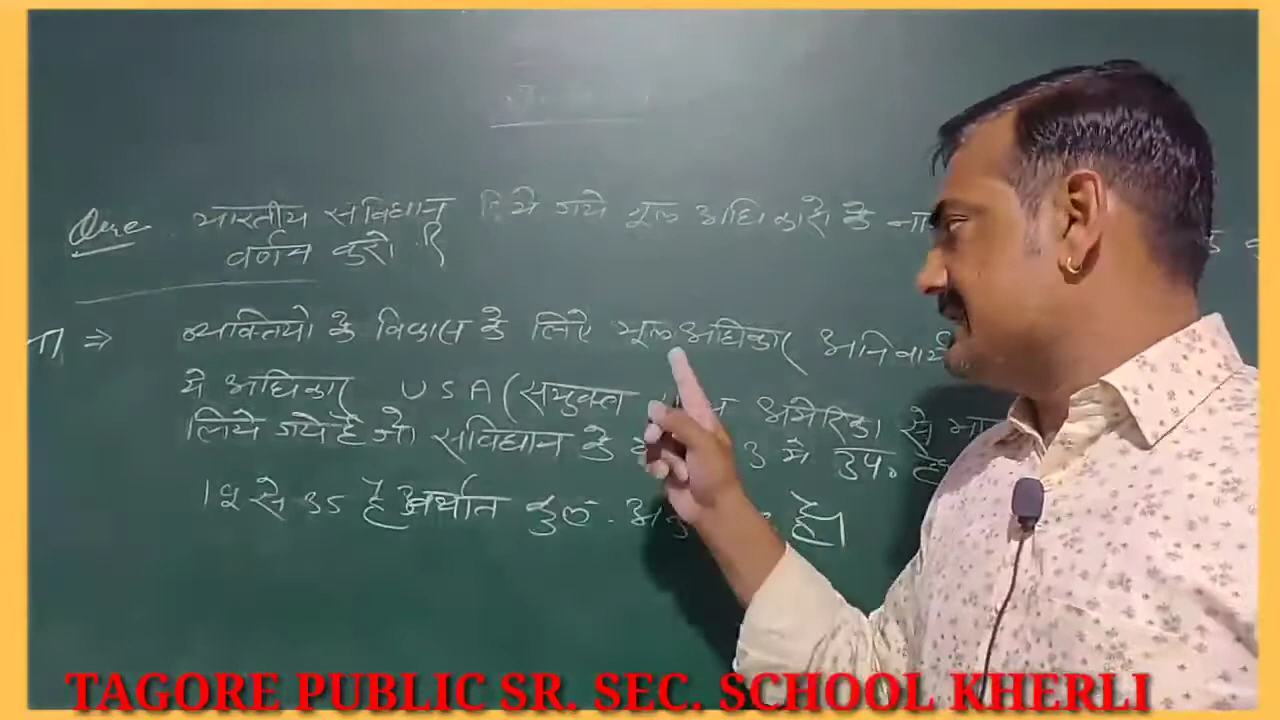 Que भारतीय संविधान दिये गये मूल अधिकारो के
वर्णन करो।
⇒ व्यक्तियो के विकास के लिए मूल अधिकार अनिवार्य
ये अधिकार USA (संयुक्त अमेरिका से
लिये गये है जो संविधान के 3 मे
12 से 35 है अर्थात कुल है।
TAGORE PUBLIC SR. SEC. SCHOOL KHERLI